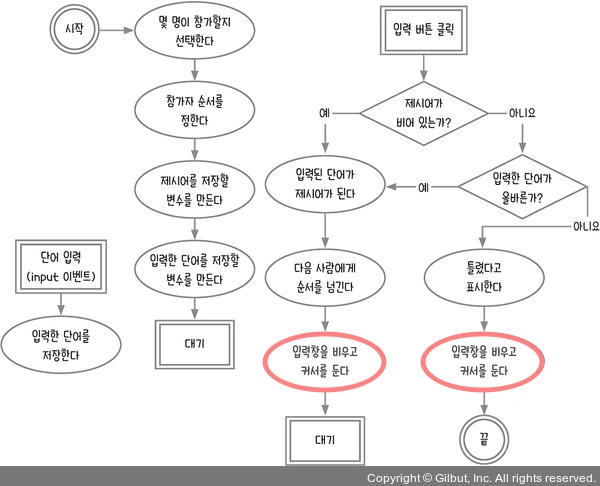 시작
몇 명이 참가할지
선택한다
참가자 순서를
정한다
제시어를 저장할
변수를 만든다
입력한 단어를 저장할
변수를 만든다
대기
단어 입력
(input 이벤트)
입력한 단어를
저장한다
입력 버튼 클릭
제시어가
비어 있는가?
예
아니요
입력된 단어가
제시어가 된다
예
입력한 단어가
올바른가?
아니요
다음 사람에게
순서를 넘긴다
틀렸다고
표시한다
입력창을 비우고
커서를 둔다
입력창을 비우고
커서를 둔다
대기
끝
Copyright © Gilbut, Inc. All rights reserved.